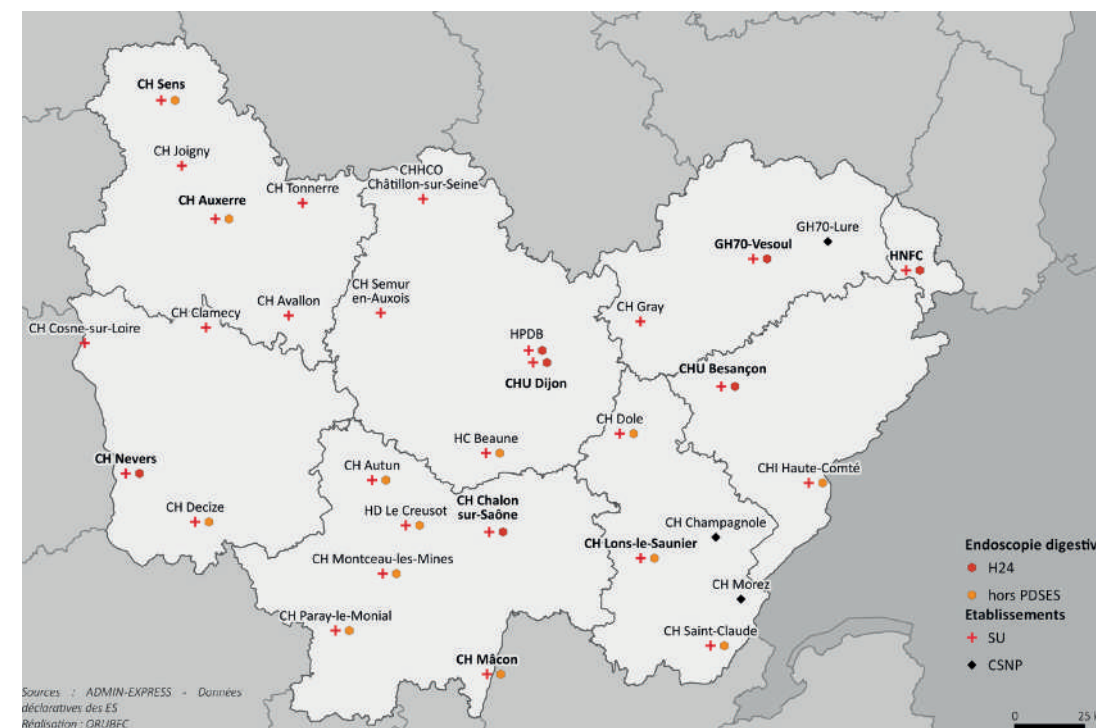 CH Sens
CH Joigny
CH Auxerre
CH Tonnerre
CHHCO
Châtillon-sur-Seine
GH70-Lure
GH70-Vesoul
HNFC
CH Semur
en-Auxois
CH Avallon
CH Clamecy
CH Cosne-sur-Loire
CH Gray
HPDB
CHU Dijon
CHU Besançon
CH Dole
HC Beaune
CH Nevers
CH Autun
CHI Haute-Comté
CH Decize
HD Le Creusot
CH Chalon
sur-Saône
CH Champagnole
CH Lons-le-Saunier
CH Montceau-les-Mines
CH Morez
CH Paray-le-Monial
CH Saint-Claude
CH Mâcon
Endoscopie digestiv
H24
hors PDSES
Etablissements
SU
CSNP
Sources : ADMIN-EXPRESS - Données
déclaratives des ES
Réalisation : ORUBFC
0 25